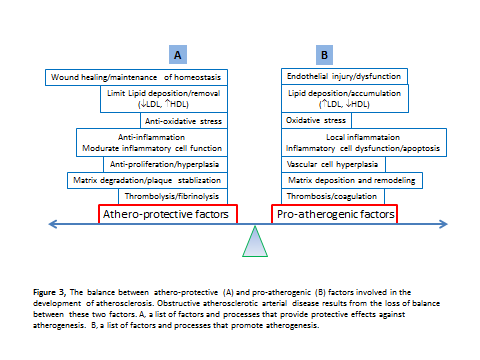 A
B
Wound healing/maintenance of homeostasis
Limit Lipid deposition/removal
(↓LDL, ↑HDL)
Anti-oxidative stress
Anti-inflammation
Modurate inflammatory cell function
Anti-proliferation/hyperplasia
Matrix degradation/plaque stablization
Thrombolysis/fibrinolysis
Athero-protective factors
Endothelial injury/dysfunction
Lipid deposition/accumulation
(↑LDL, ↓HDL)
Oxidative stress
Local inflammataion
Inflammatory cell dysfunction/apoptosis
Vascular cell hyperplasia
Matrix deposition and remodeling
Thrombosis/coagulation
Pro-atherogenic factors
Figure 3, The balance between athero-protective (A) and pro-atherogenic (B) factors involved in the
development of atherosclerosis. Obstructive atherosclerotic arterial disease results from the loss of balance
between these two factors. A, a list of factors and processes that provide protective effects against
atherogenesis. B, a list of factors and processes that promote atherogenesis.